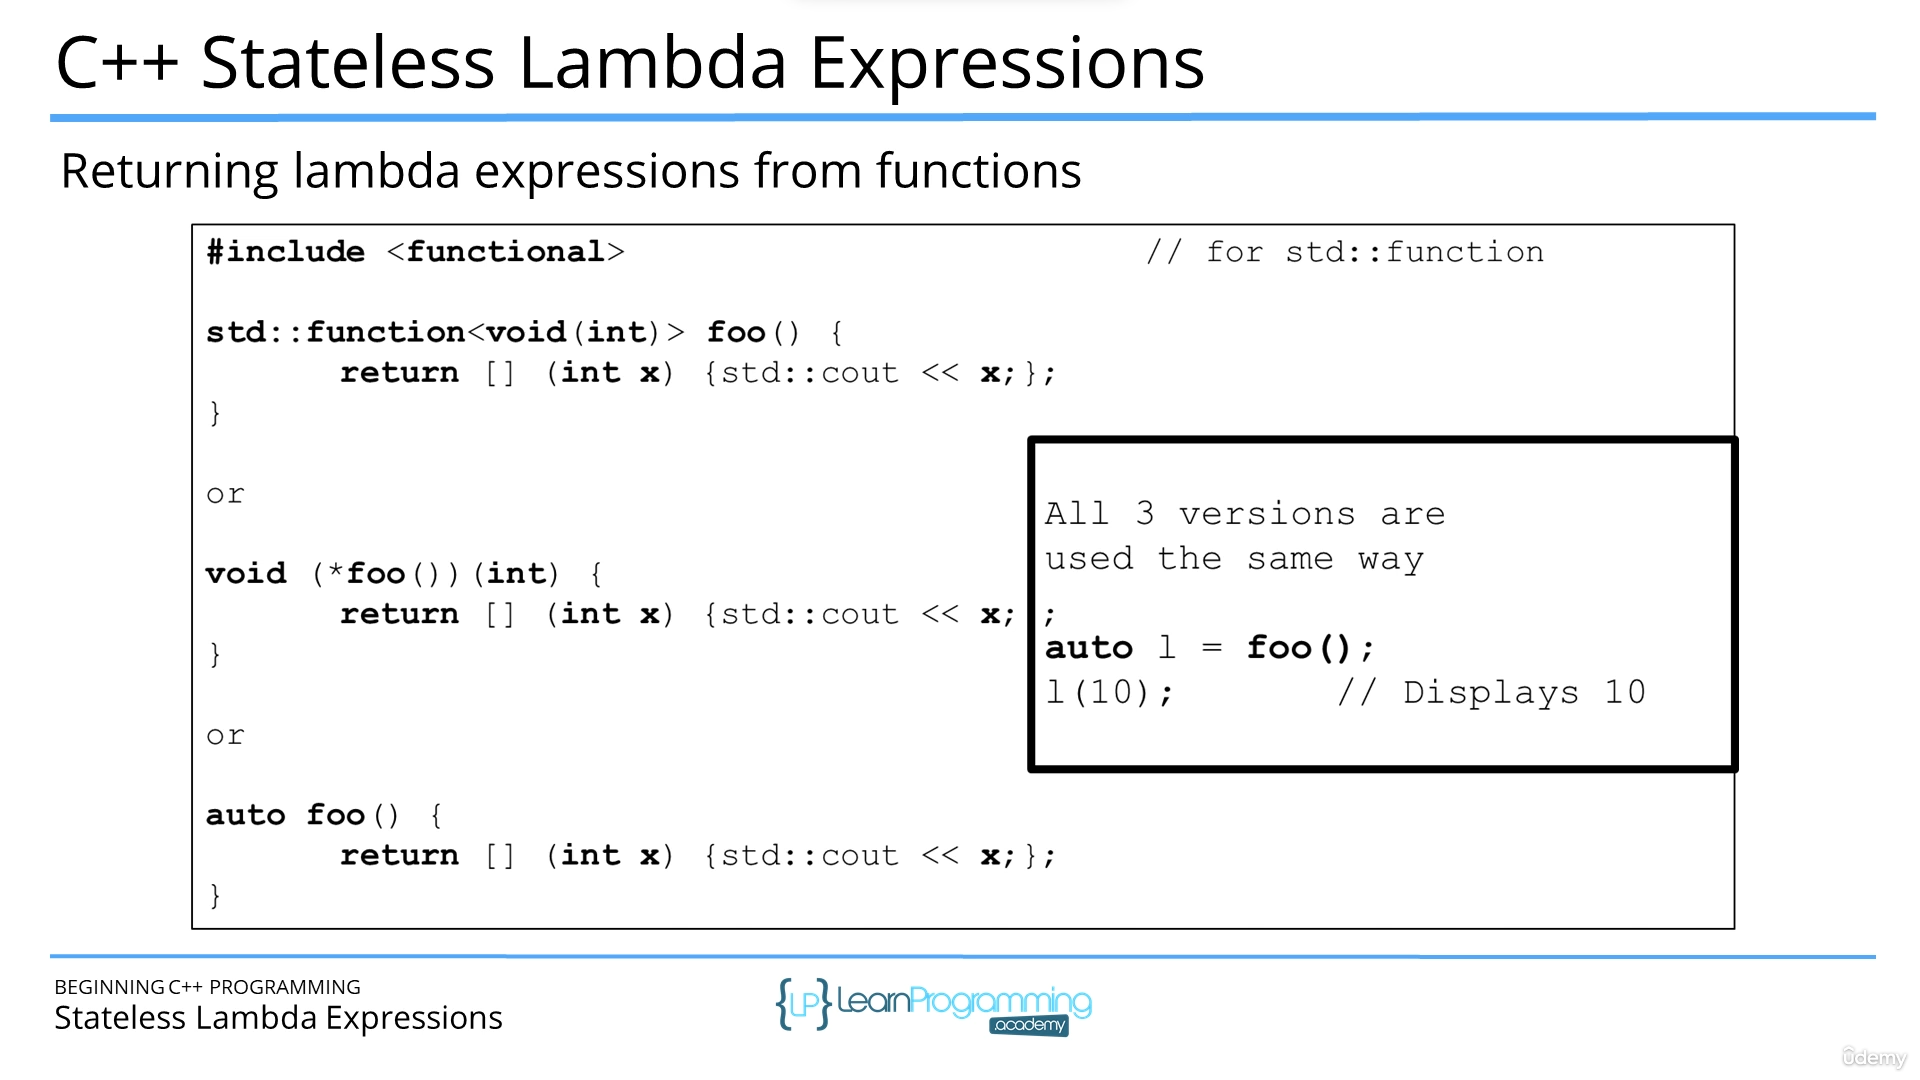 C++ Stateless Lambda Expressions
Returning lambda expressions from functions
#include <functional> // for std::function
std::function<void(int)> foo() {
return [] (int x) {std::cout << x;};
}
or
void (*foo())(int) {
return [] (int x) {std::cout << x; ;
}
or
auto foo() {
return [] (int x) {std::cout << x;};
}
All 3 versions are
used the same way
auto l = foo();
l(10); // Displays 10
BEGINNING C++ PROGRAMMING
Stateless Lambda Expressions
{LP} LearnProgramming
academy
ûdemy